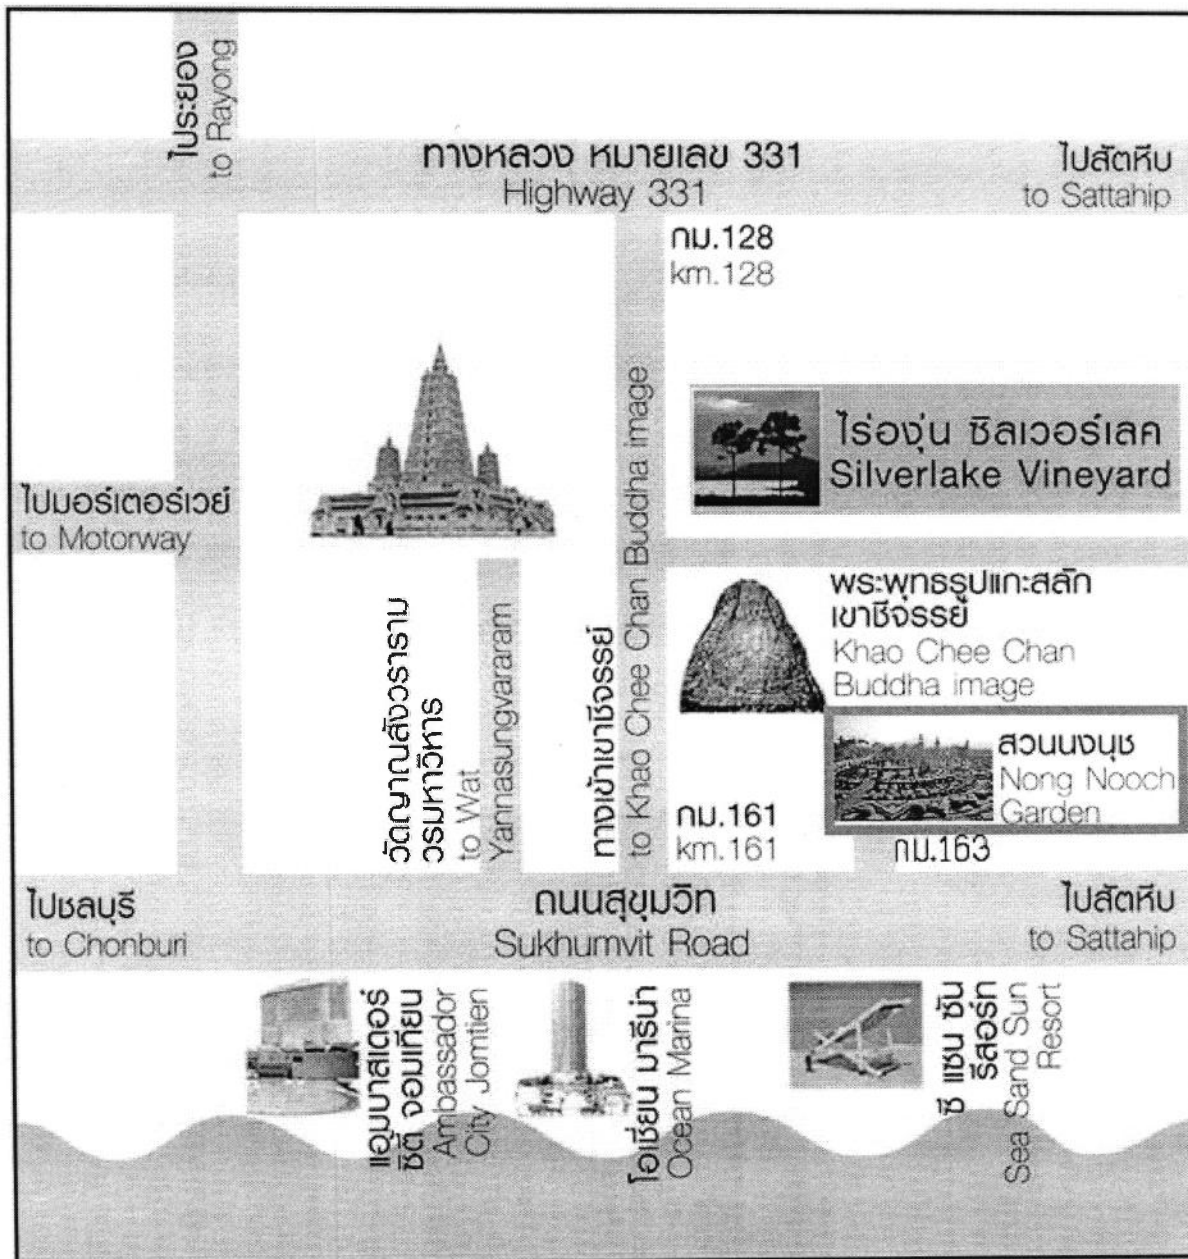 ไประยอง
to Rayong
ทางหลวง หมายเลข 331
Highway 331
ไปสัตหีบ
to Sattahip
กม.128
km.128
ไร่องุ่น ซิลเวอร์เลค
Silverlake Vineyard
ไปมอร์เตอร์เวย์
to Motorway
วัดญาณสังวราราม
วรมหาวิหาร
to Wat
Yannasungvararam
ทางเข้าเขาชีจรรย์
to Khao Chee Chan Buddha image
พระพุทธรูปแกะสลัก
เขาชีจรรย์
Khao Chee Chan
Buddha image
สวนนงนุช
Nong Nooch
Garden
กม.161
km.161
กม.163
ไปชลบุรี
to Chonburi
ถนนสุขุมวิท
Sukhumvit Road
ไปสัตหีบ
to Sattahip
แอมบาสเดอร์
ซิตี้ จอมเทียน
Ambassador
City Jomtien
โอเชี่ยน มารีน่า
Ocean Marina
ซี แซน ซัน
รีสอร์ท
Sea Sand Sun
Resort